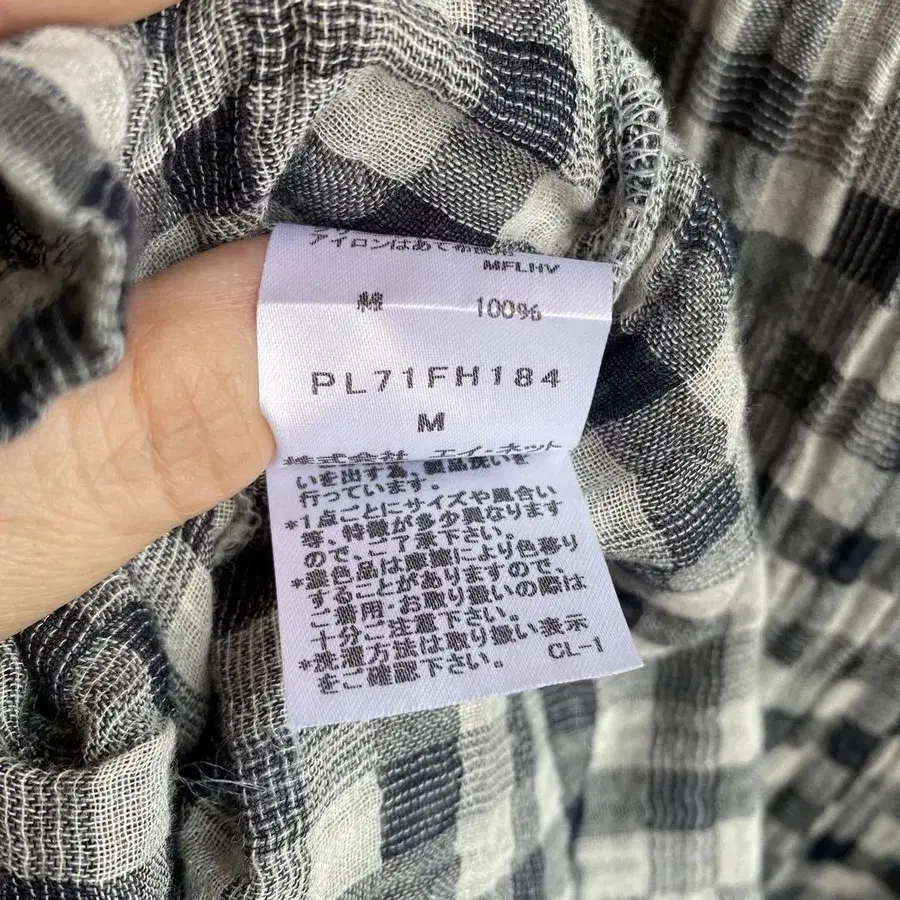 アイロンはあて布使用
MFLHV
綿 100%
PL71FH184
M
株式会社 エイ・ネット
いを出する、製品洗いを
行っています。
*1点ごとにサイズや風合い
等、特徴が多少異なります
ので、ご了承下さい。
*濃色品は摩擦により色移り
することがありますので、
ご着用・お取り扱いの際は
十分ご注意下さい。
*洗濯方法は取り扱い表示
をご確認下さい。 CL-1